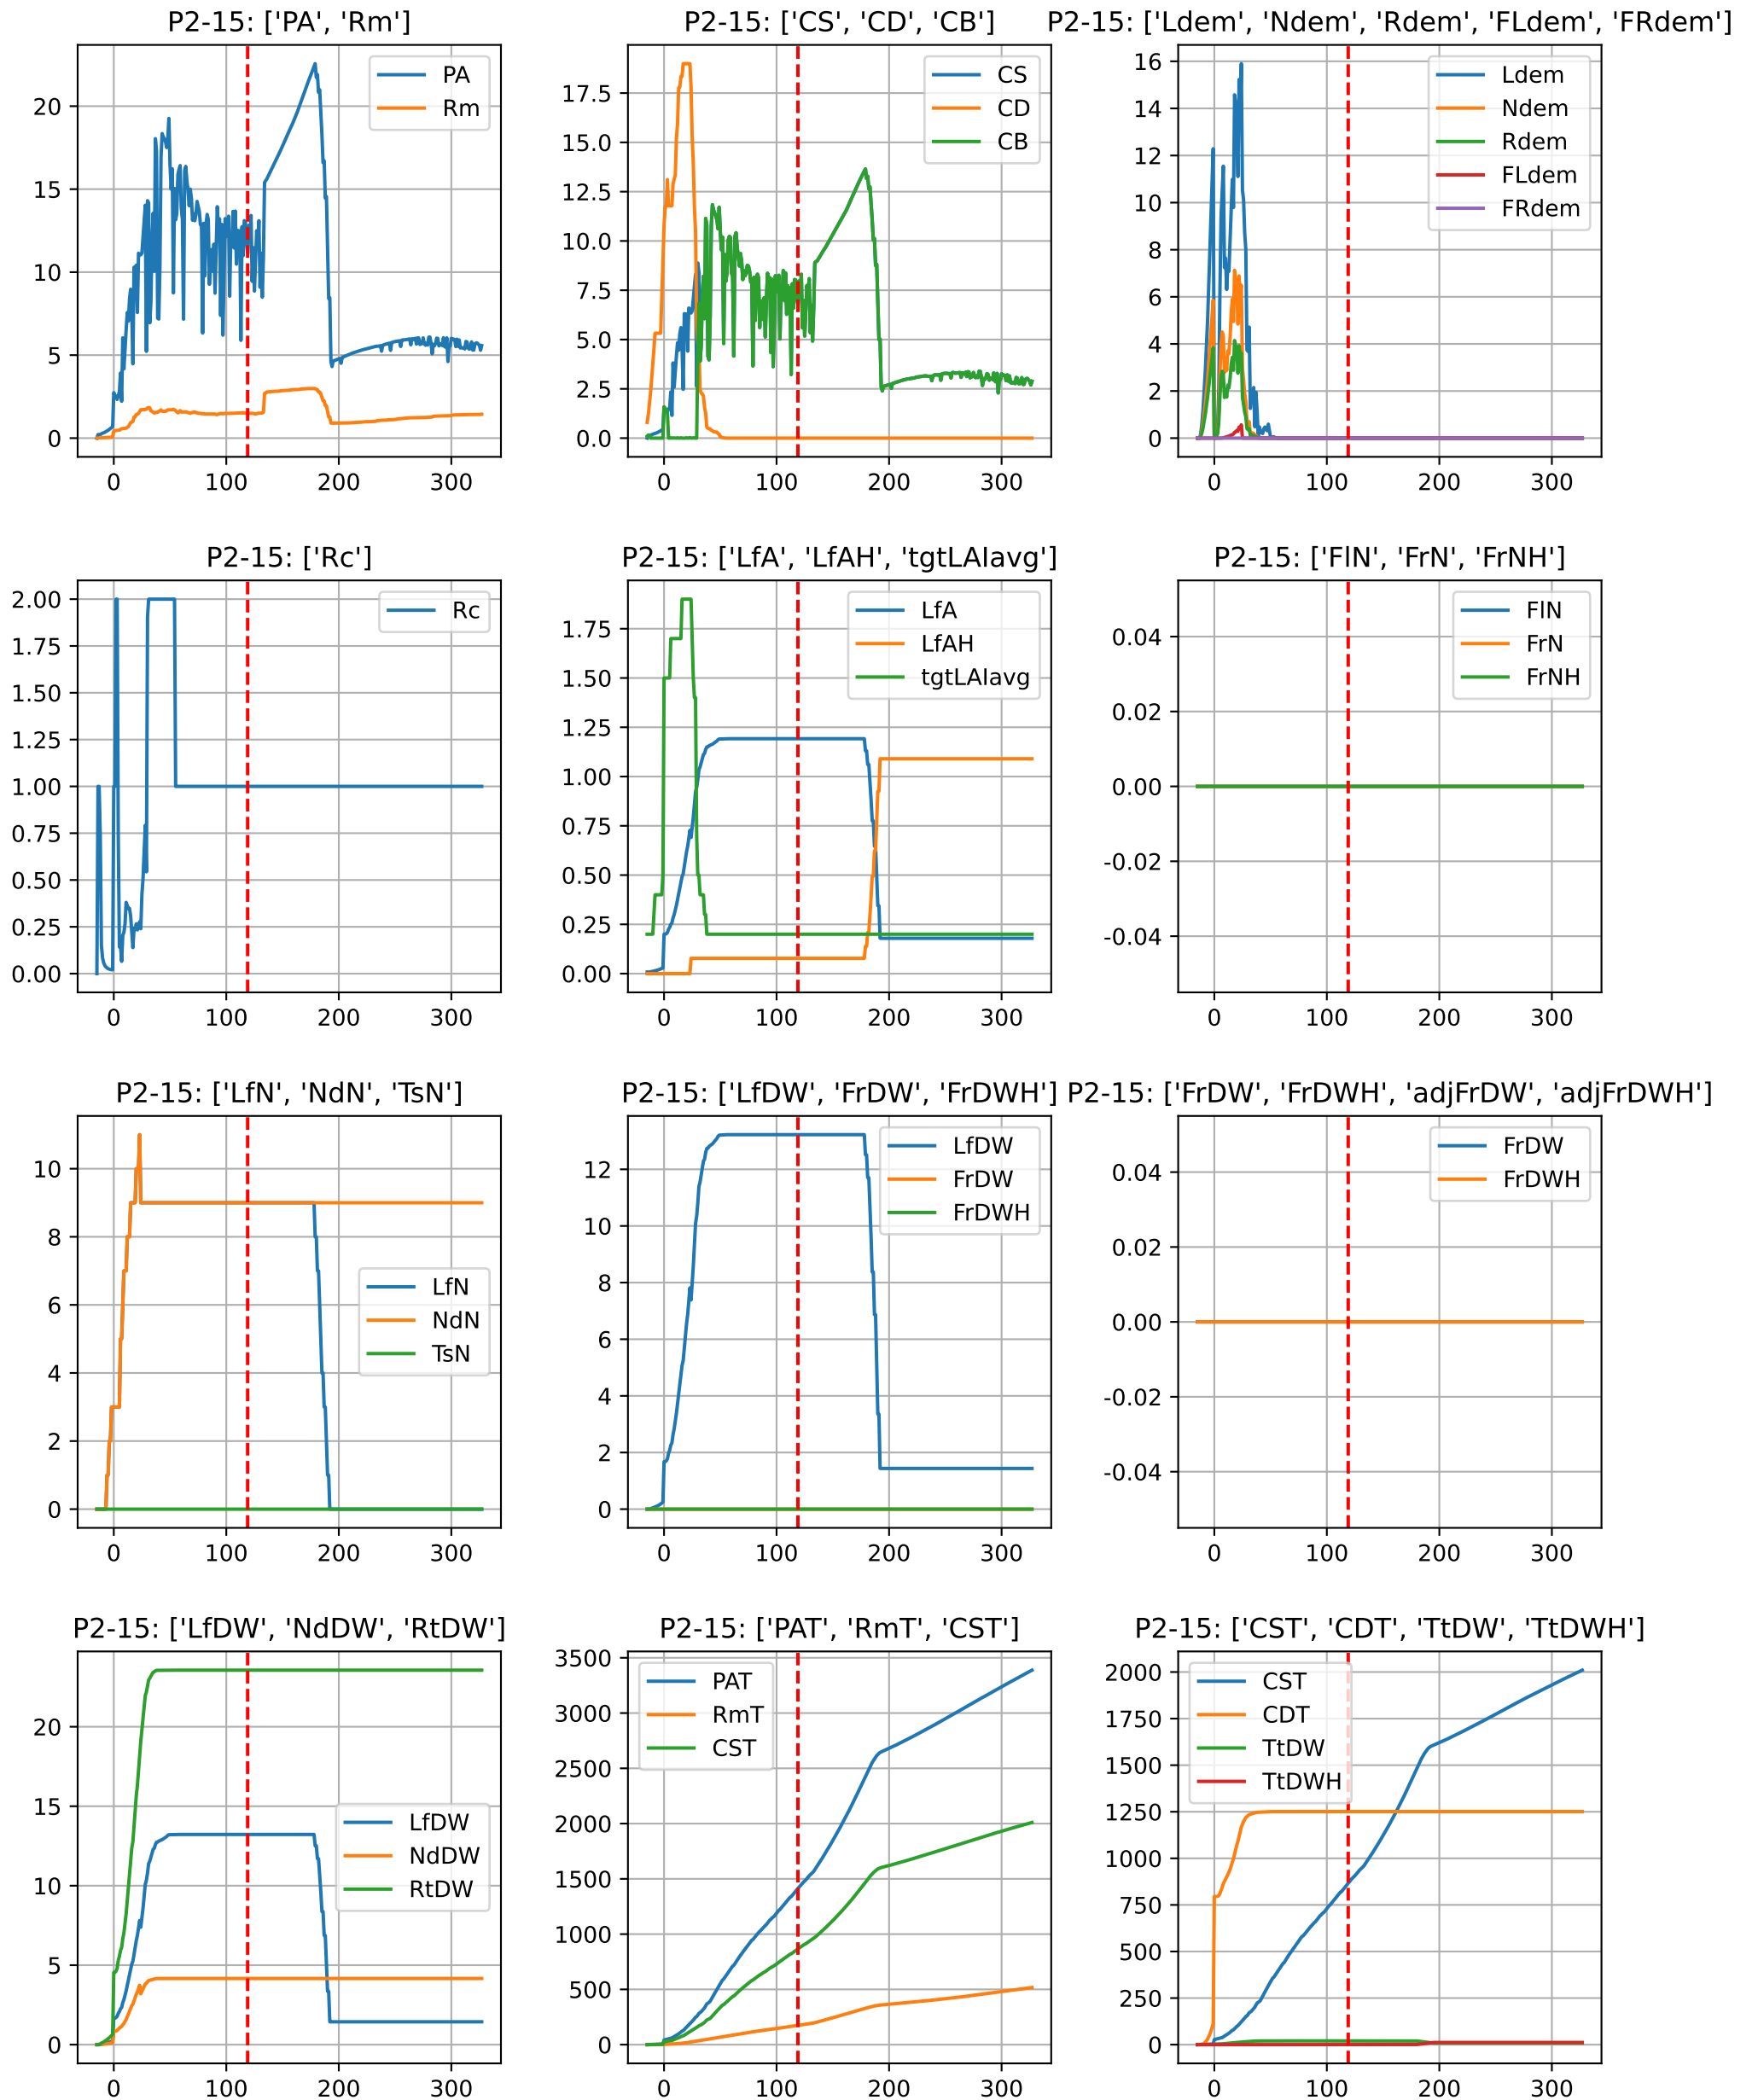 P2-15: ['PA', 'Rm']
PA
Rm
20
15
10
5
0
0 100 200 300
P2-15: ['CS', 'CD', 'CB']
CS
CD
CB
17.5
15.0
12.5
10.0
7.5
5.0
2.5
0.0
0 100 200 300
P2-15: ['Ldem', 'Ndem', 'Rdem', 'FLdem', 'FRdem']
Ldem
Ndem
Rdem
FLdem
FRdem
16
14
12
10
8
6
4
2
0
0 100 200 300
P2-15: ['Rc']
Rc
2.00
1.75
1.50
1.25
1.00
0.75
0.50
0.25
0.00
0 100 200 300
P2-15: ['LfA', 'LfAH', 'tgtLAIavg']
LfA
LfAH
tgtLAIavg
1.75
1.50
1.25
1.00
0.75
0.50
0.25
0.00
0 100 200 300
P2-15: ['FlN', 'FrN', 'FrNH']
FlN
FrN
FrNH
0.04
0.02
0.00
-0.02
-0.04
0 100 200 300
P2-15: ['LfN', 'NdN', 'TsN']
LfN
NdN
TsN
10
8
6
4
2
0
0 100 200 300
P2-15: ['LfDW', 'FrDW', 'FrDWH']
LfDW
FrDW
FrDWH
12
10
8
6
4
2
0
0 100 200 300
P2-15: ['FrDW', 'FrDWH', 'adjFrDW', 'adjFrDWH']
FrDW
FrDWH
0.04
0.02
0.00
-0.02
-0.04
0 100 200 300
P2-15: ['LfDW', 'NdDW', 'RtDW']
LfDW
NdDW
RtDW
20
15
10
5
0
0 100 200 300
P2-15: ['PAT', 'RmT', 'CST']
PAT
RmT
CST
3500
3000
2500
2000
1500
1000
500
0
0 100 200 300
P2-15: ['CST', 'CDT', 'TtDW', 'TtDWH']
CST
CDT
TtDW
TtDWH
2000
1750
1500
1250
1000
750
500
250
0
0 100 200 300